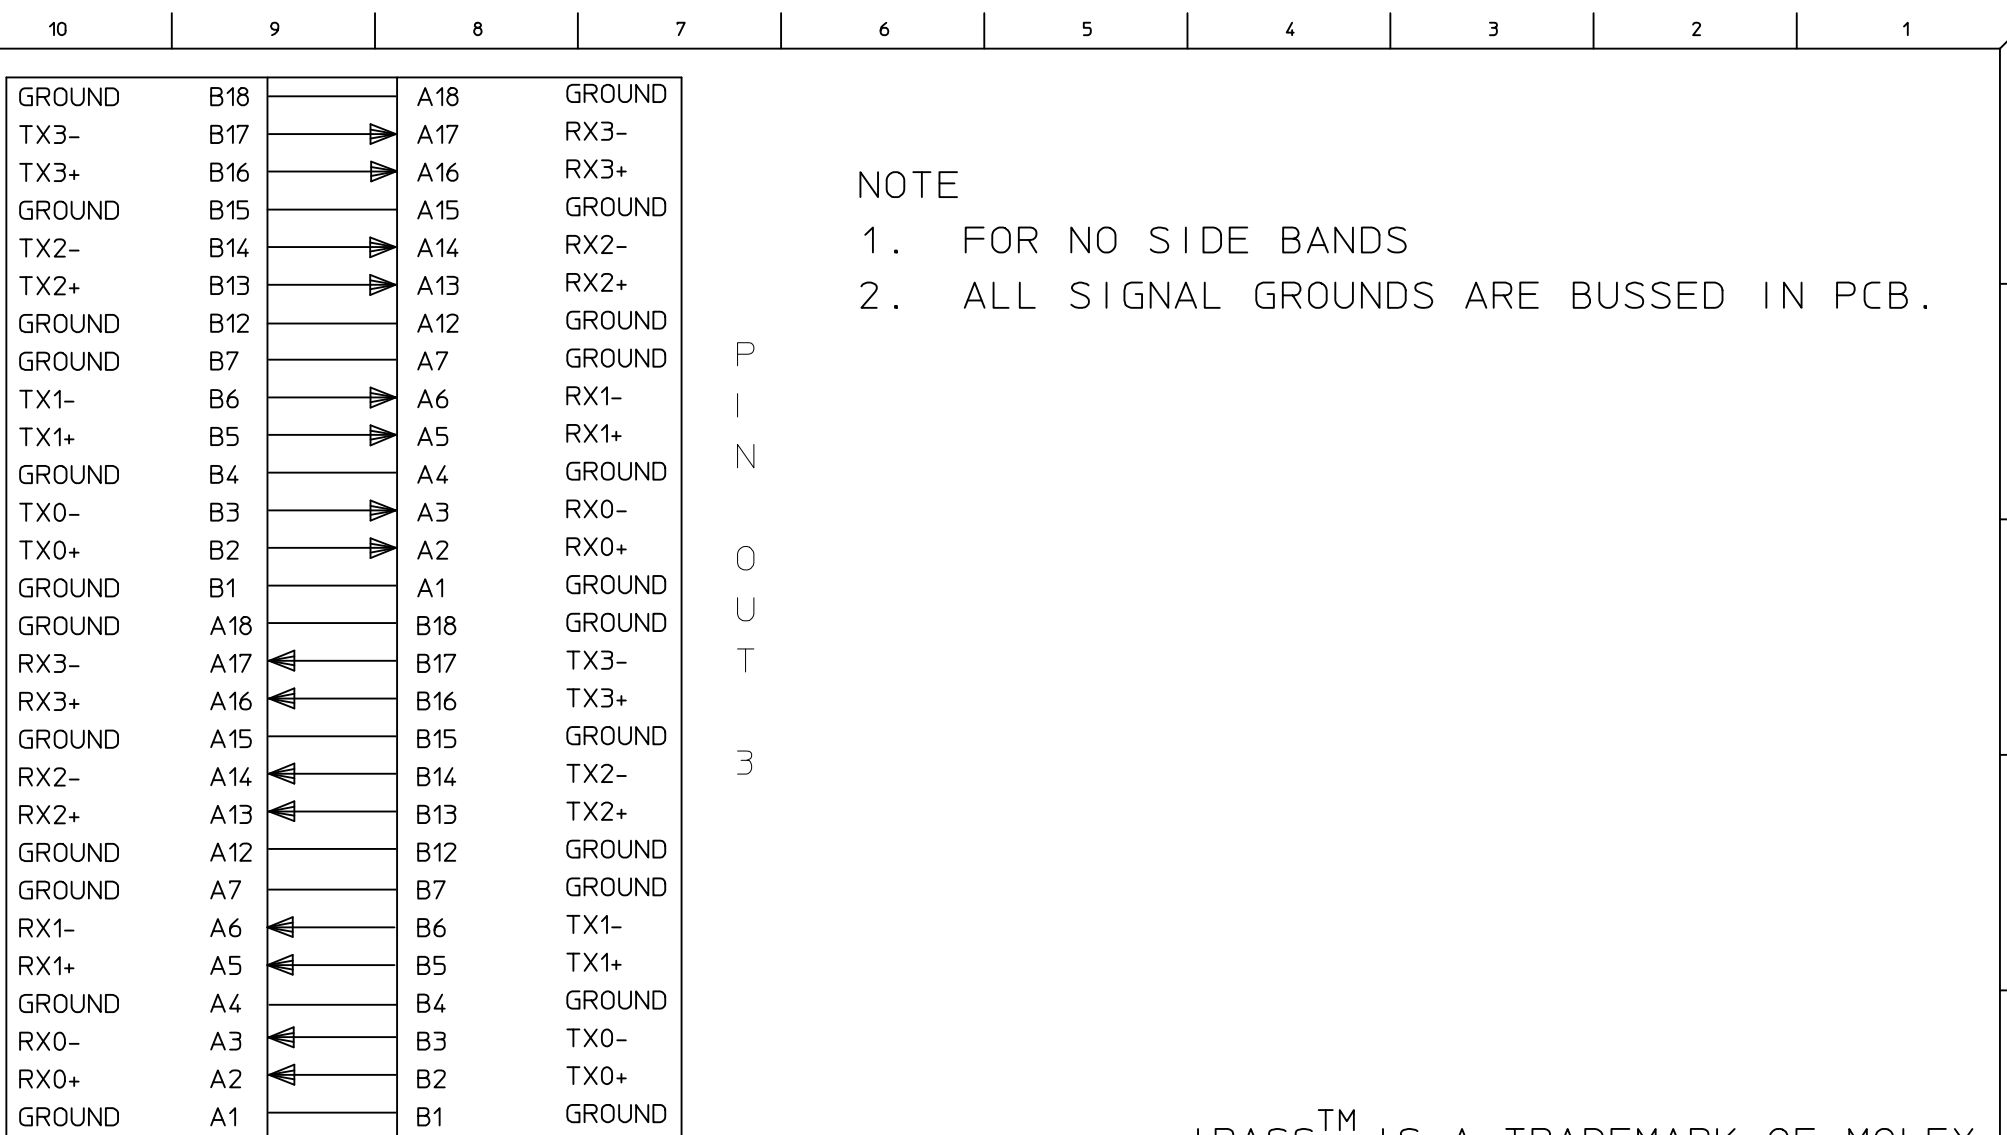 10 9 8 7 6 5 4 3 2 1
GROUND B18 A18 GROUND
TX3- B17 A17 RX3-
TX3+ B16 A16 RX3+
GROUND B15 A15 GROUND
TX2- B14 A14 RX2-
TX2+ B13 A13 RX2+
GROUND B12 A12 GROUND
GROUND B7 A7 GROUND
TX1- B6 A6 RX1-
TX1+ B5 A5 RX1+
GROUND B4 A4 GROUND
TX0- B3 A3 RX0-
TX0+ B2 A2 RX0+
GROUND B1 A1 GROUND
GROUND A18 B18 GROUND
RX3- A17 B17 TX3-
RX3+ A16 B16 TX3+
GROUND A15 B15 GROUND
RX2- A14 B14 TX2-
RX2+ A13 B13 TX2+
GROUND A12 B12 GROUND
GROUND A7 B7 GROUND
RX1- A6 B6 TX1-
RX1+ A5 B5 TX1+
GROUND A4 B4 GROUND
RX0- A3 B3 TX0-
RX0+ A2 B2 TX0+
GROUND A1 B1 GROUND
PIN OUT 3
NOTE
1. FOR NO SIDE BANDS
2. ALL SIGNAL GROUNDS ARE BUSSED IN PCB.
IPASS™ IS A TRADEMARK OF MOLEX